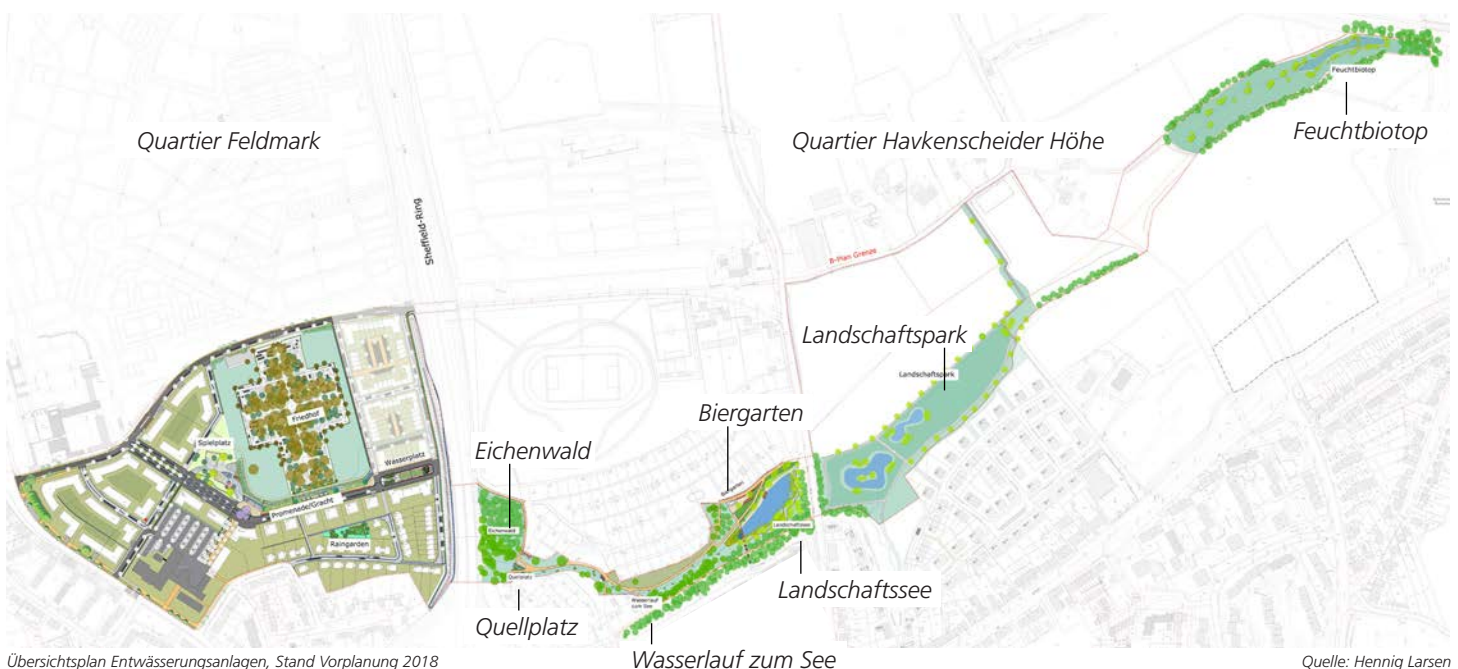 Feuchtbiotop
Feuchtbiotop
Quartier Feldmark
Quartier Havkenscheider Höhe
Sheffield-Ring
B-Plan Grenze
Landschaftspark
Landschaftspark
Biergarten
Biergarten
Friedhof
Spielplatz
Wasserplatz
Promenade/Gracht
Raingarden
Eichenwald
Eichenwald
Landschaftssee
Landschaftssee
Quellplatz
Quellplatz
Wasserlauf
zum See
Wasserlauf zum See
Übersichtsplan Entwässerungsanlagen, Stand Vorplanung 2018
Quelle: Hennig Larsen